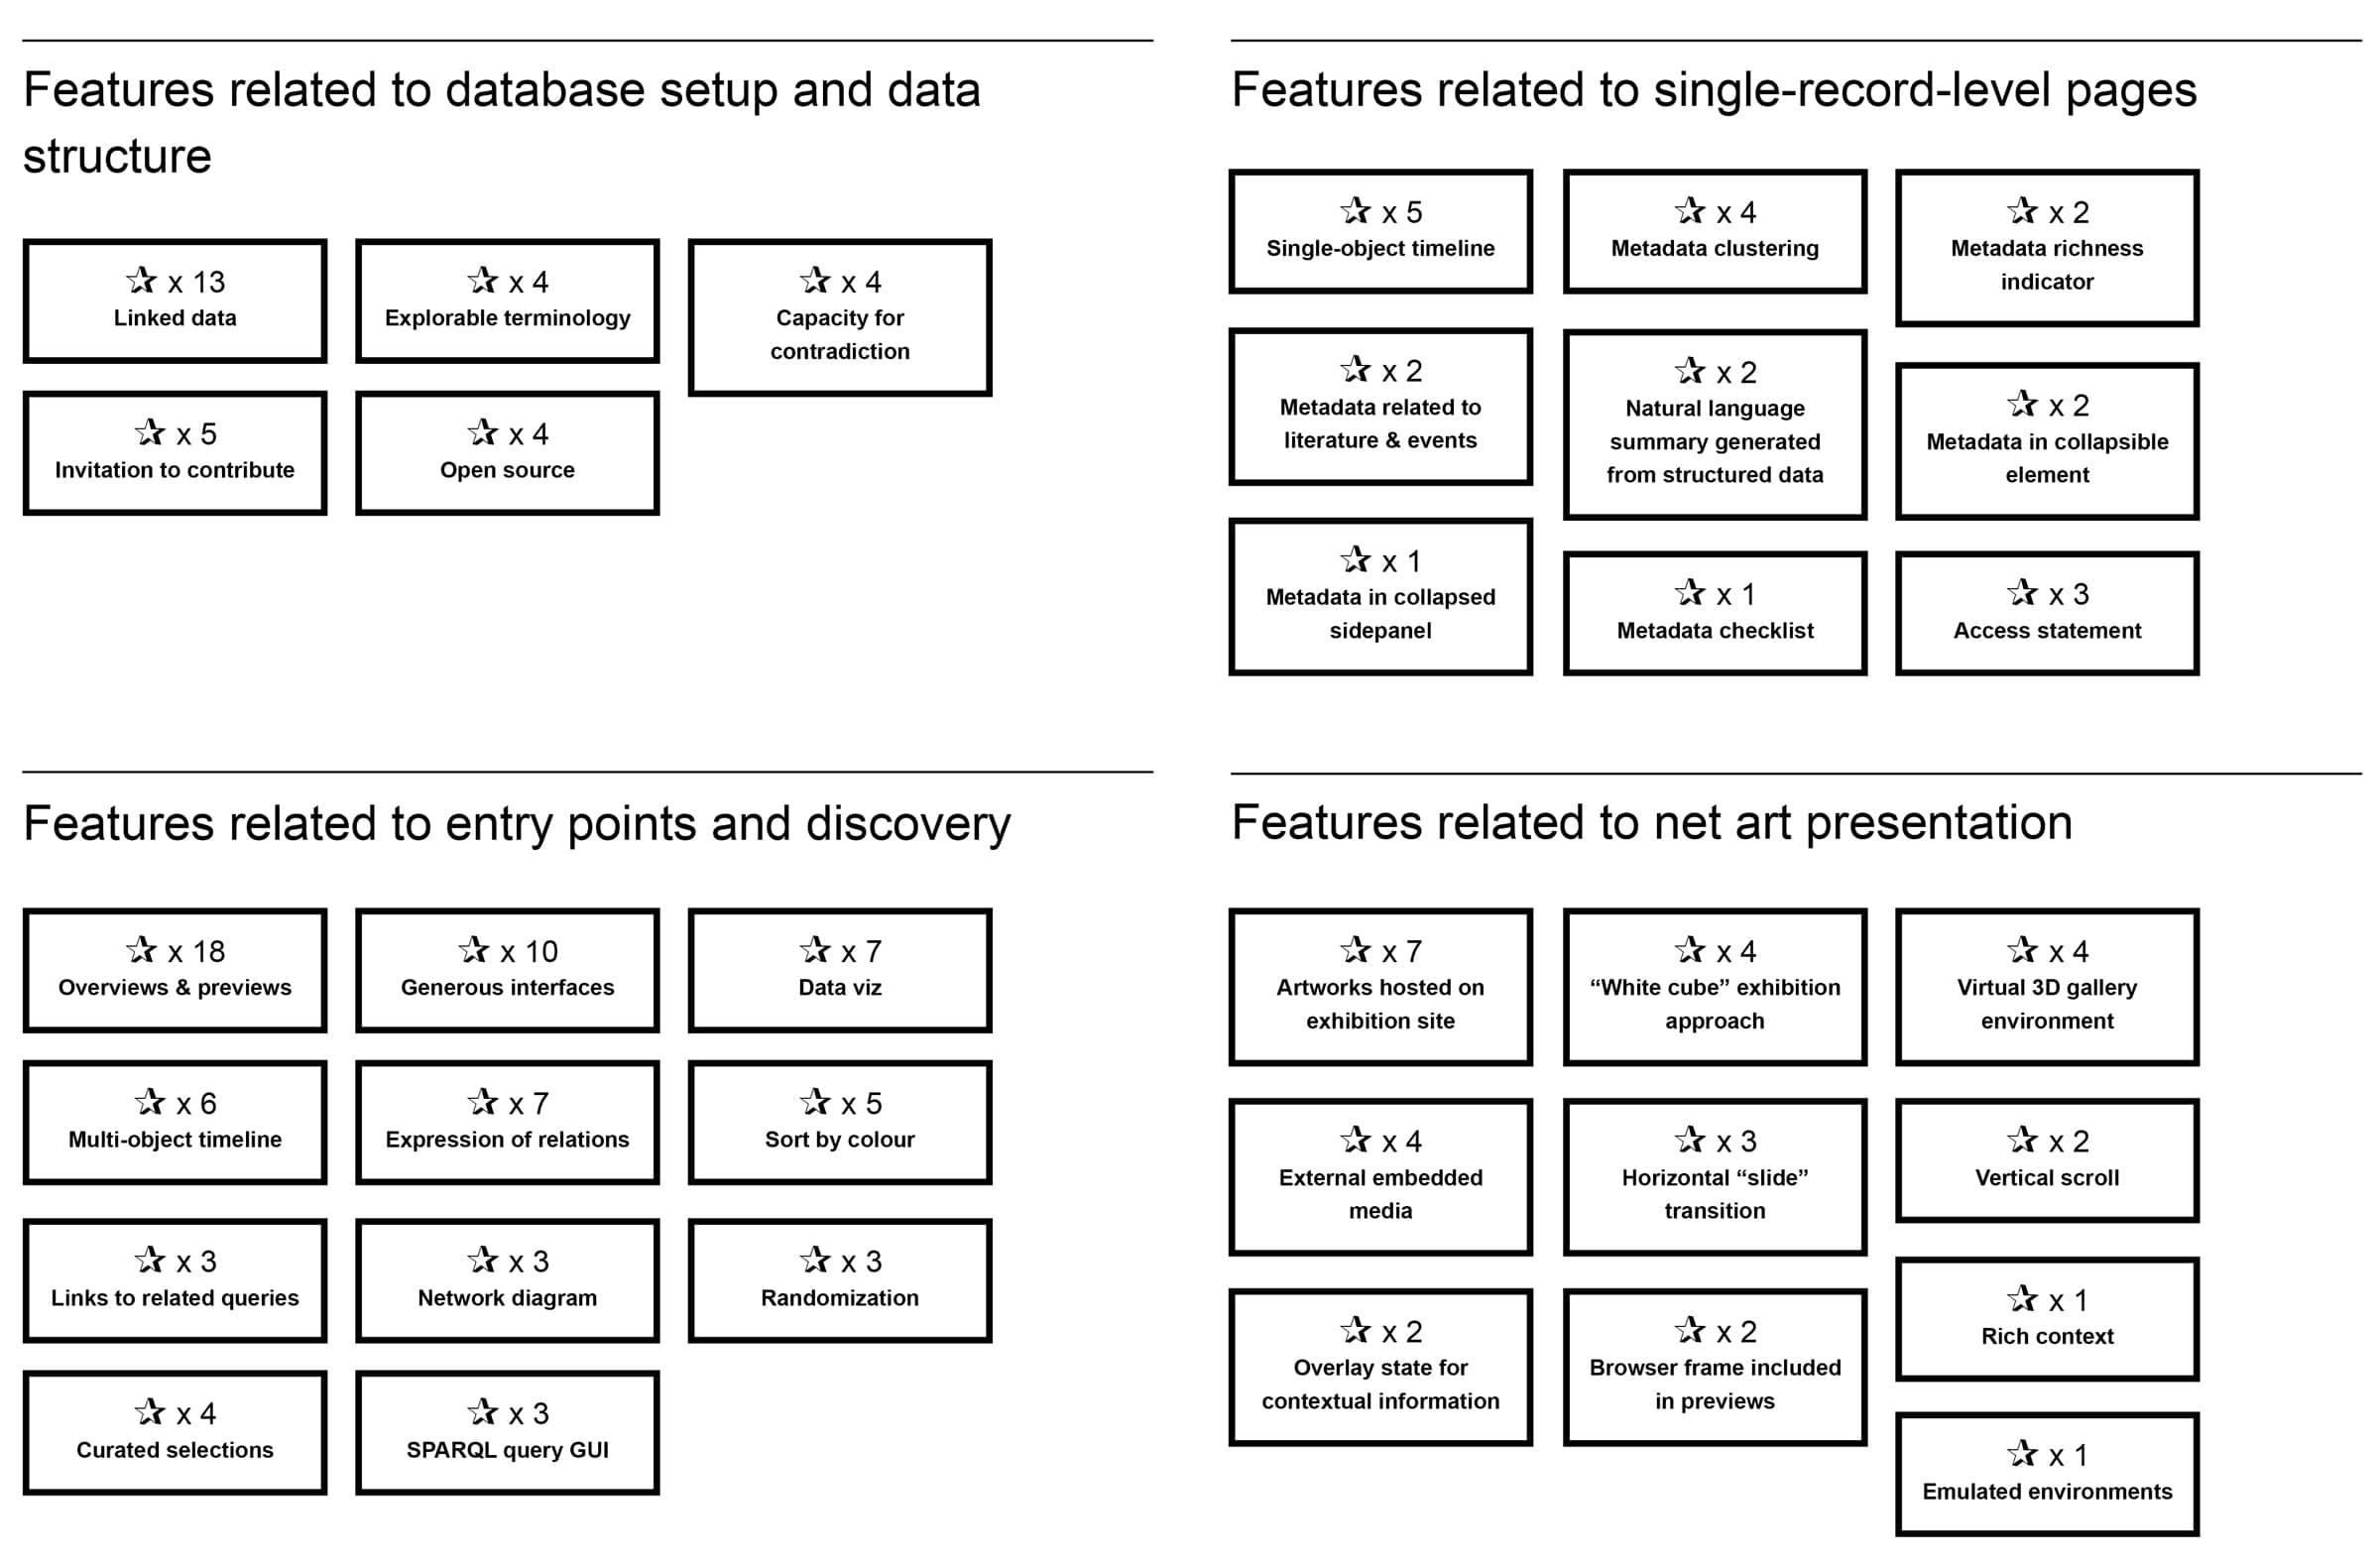 Features related to database setup and data
structure
☆ x 13
Linked data
☆ x 4
Explorable terminology
☆ x 4
Capacity for
contradiction
☆ x 5
Invitation to contribute
☆ x 4
Open source
Features related to single-record-level pages
☆ x 5
Single-object timeline
☆ x 4
Metadata clustering
☆ x 2
Metadata richness
indicator
☆ x 2
Metadata related to
literature & events
☆ x 2
Natural language
summary generated
from structured data
☆ x 2
Metadata in collapsible
element
☆ x 1
Metadata in collapsed
sidepanel
☆ x 1
Metadata checklist
☆ x 3
Access statement
Features related to entry points and discovery
☆ x 18
Overviews & previews
☆ x 10
Generous interfaces
☆ x 7
Data viz
☆ x 6
Multi-object timeline
☆ x 7
Expression of relations
☆ x 5
Sort by colour
☆ x 3
Links to related queries
☆ x 3
Network diagram
☆ x 3
Randomization
☆ x 4
Curated selections
☆ x 3
SPARQL query GUI
Features related to net art presentation
☆ x 7
Artworks hosted on
exhibition site
☆ x 4
“White cube” exhibition
approach
☆ x 4
Virtual 3D gallery
environment
☆ x 4
External embedded
media
☆ x 3
Horizontal “slide”
transition
☆ x 2
Vertical scroll
☆ x 2
Overlay state for
contextual information
☆ x 2
Browser frame included
in previews
☆ x 1
Rich context
☆ x 1
Emulated environments